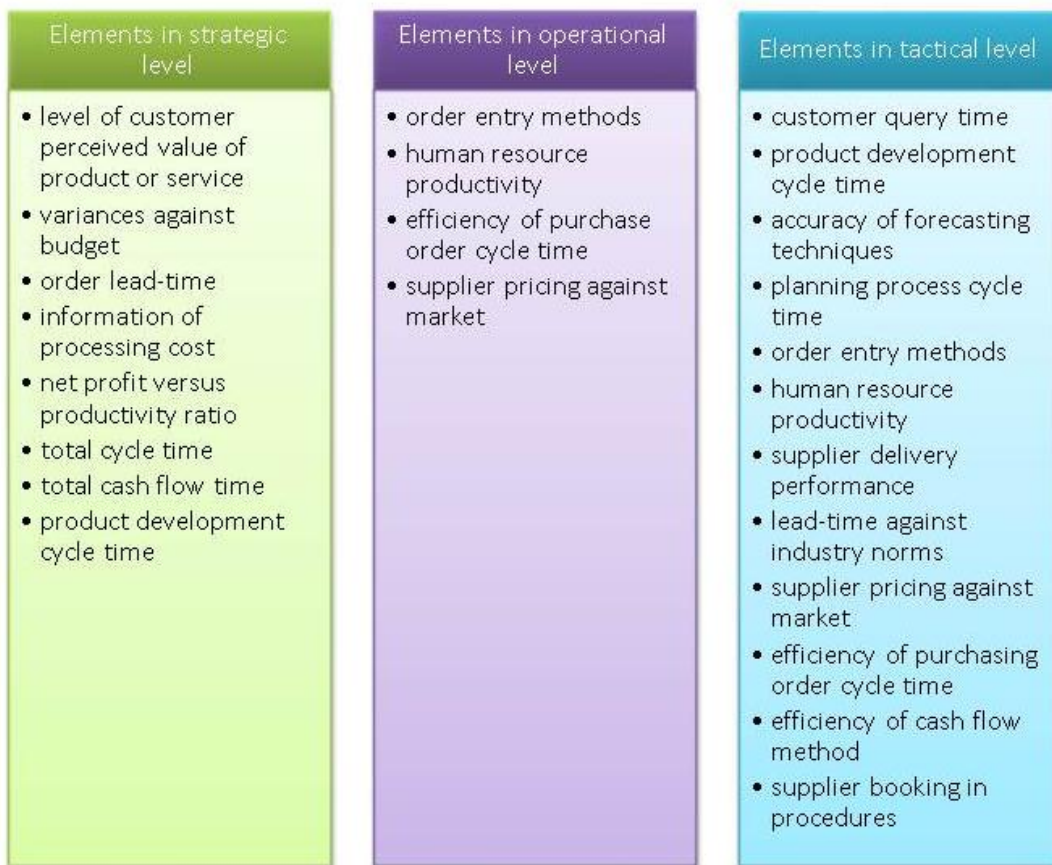 Elements in strategic
level
• level of customer
perceived value of
product or service
• variances against
budget
• order lead-time
• information of
processing cost
• net profit versus
productivity ratio
• total cycle time
• total cash flow time
• product development
cycle time
Elements in operational
level
• order entry methods
• human resource
productivity
• efficiency of purchase
order cycle time
• supplier pricing against
market
Elements in tactical level
• customer query time
• product development
cycle time
• accuracy of forecasting
techniques
• planning process cycle
time
• order entry methods
• human resource
productivity
• supplier delivery
performance
• lead-time against
industry norms
• supplier pricing against
market
• efficiency of purchasing
order cycle time
• efficiency of cash flow
method
• supplier booking in
procedures